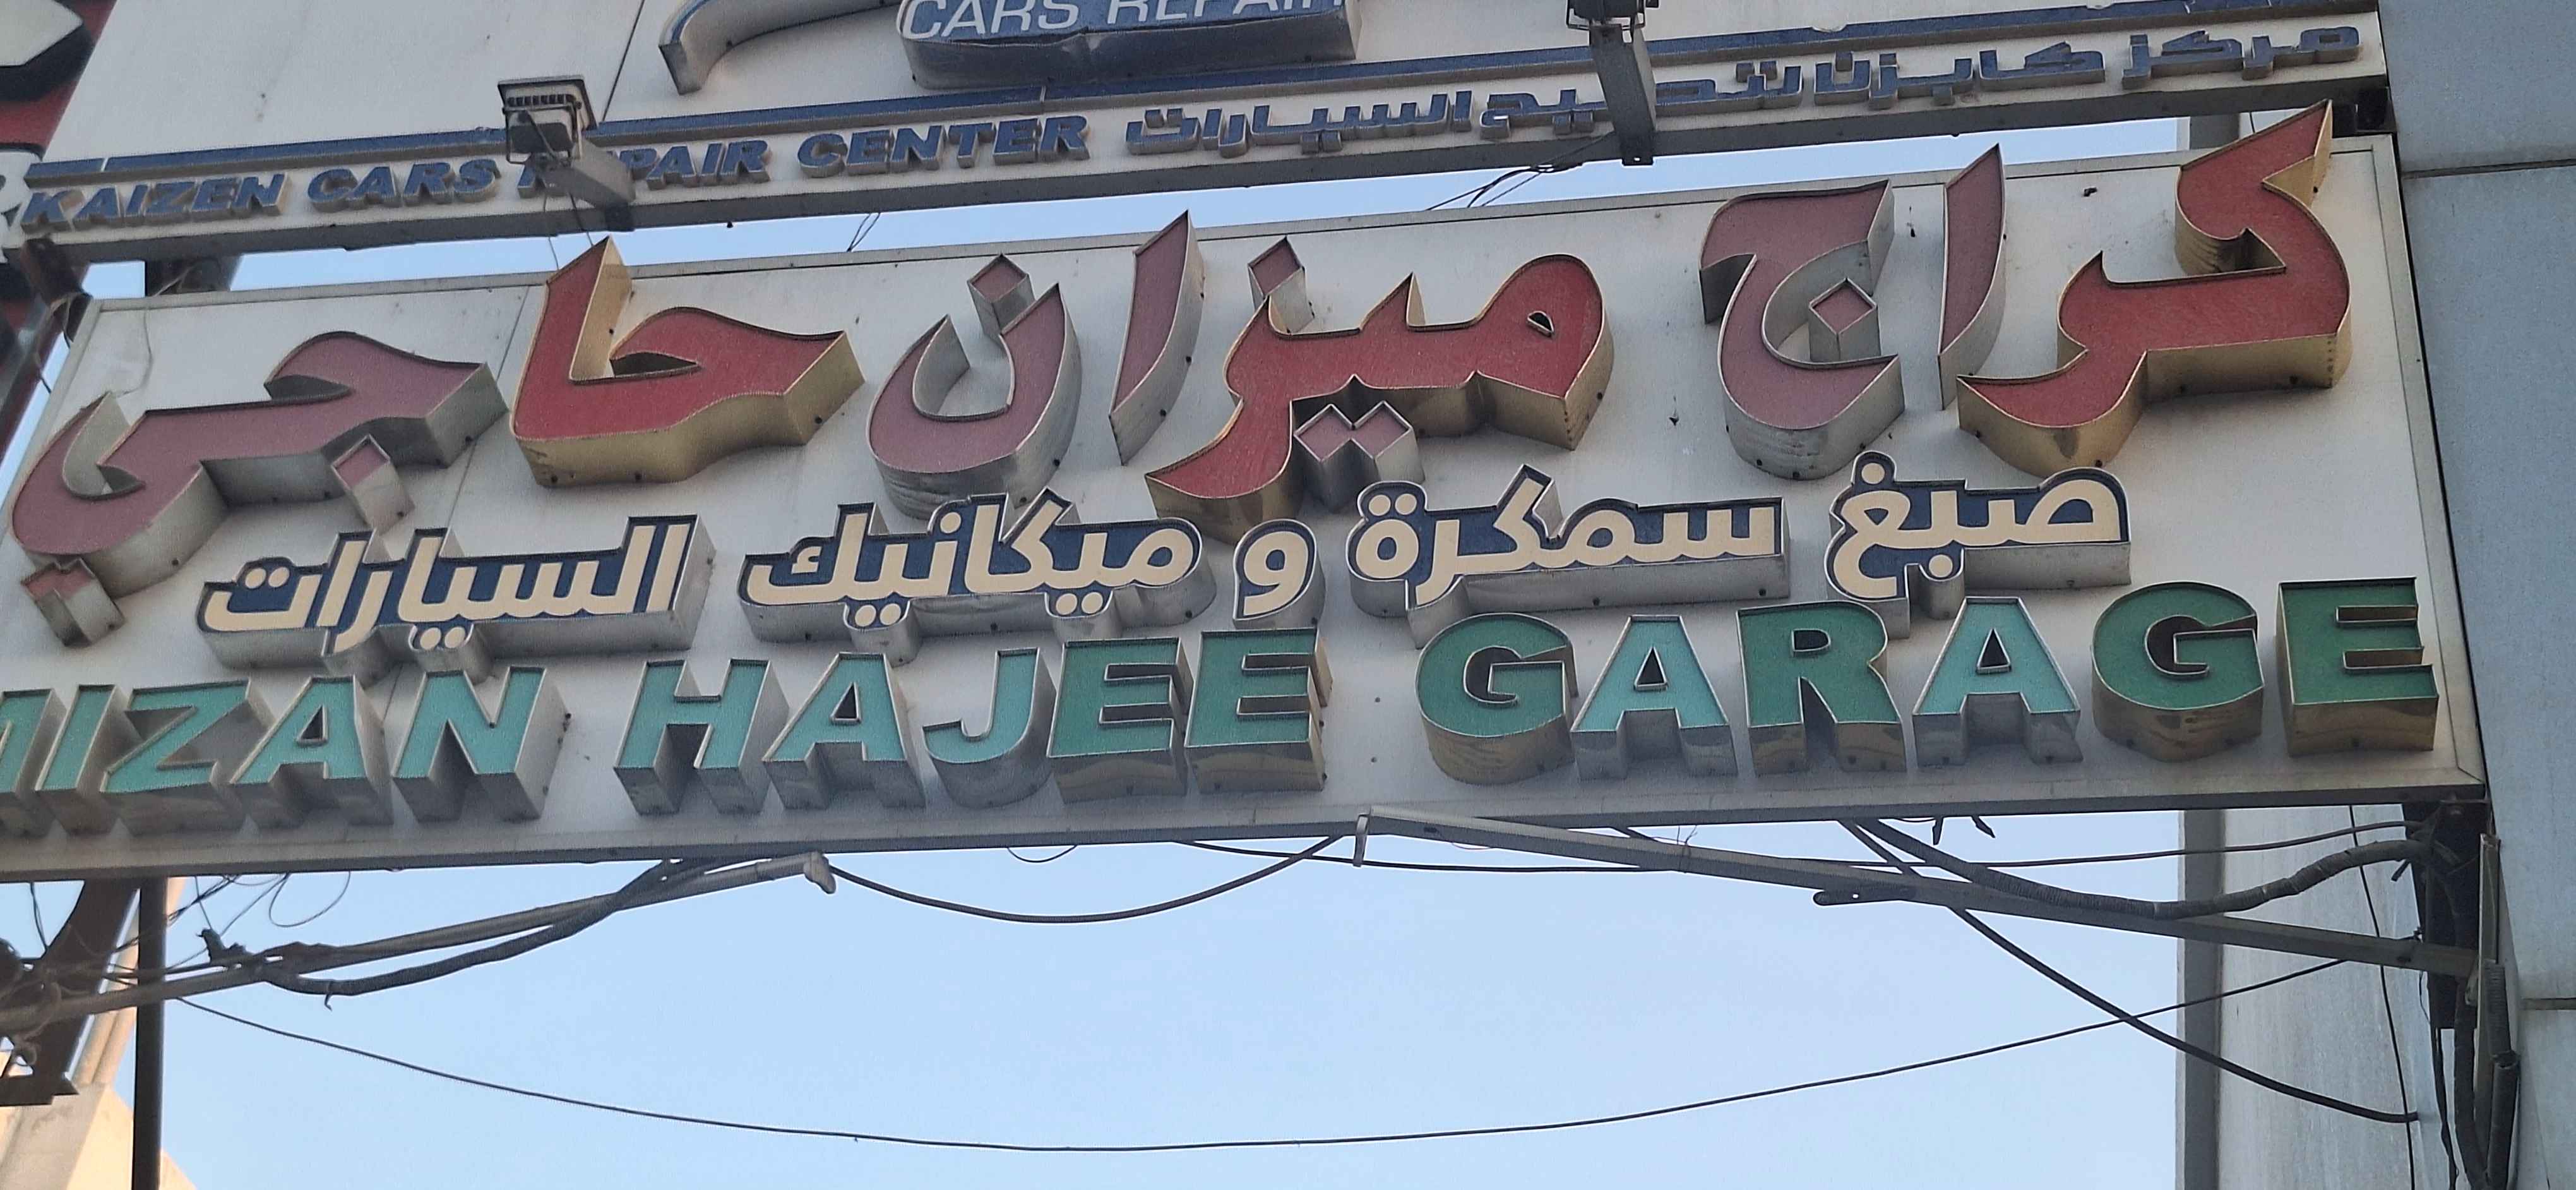 CARS REPAIR
KAIZEN CARS REPAIR CENTER مركز كايزن لتصليح السيارات
كراج ميزان حاجي
صبغ سمكرة و ميكانيك السيارات
MIZAN HAJEE GARAGE